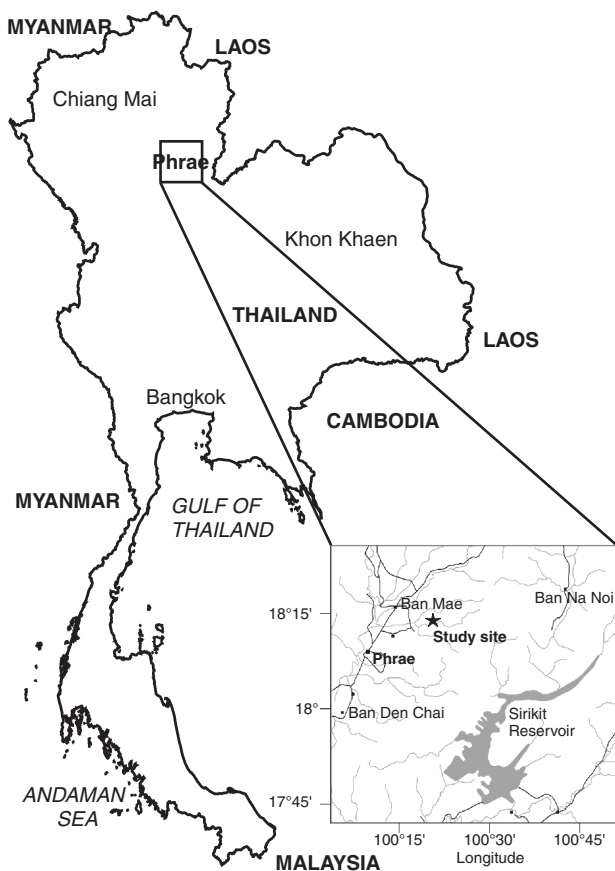 MYANMAR
LAOS
Chiang Mai
Phrae
Khon Khaen
THAILAND
LAOS
Bangkok
CAMBODIA
MYANMAR
GULF OF
THAILAND
18°15'
Ban Mae
Ban Na Noi
Study site
Phrae
18°
Ban Den Chai
Sirikit
Reservoir
ANDAMAN
SEA
17°45'
100°15'
100°30'
100°45'
Longitude
MALAYSIA